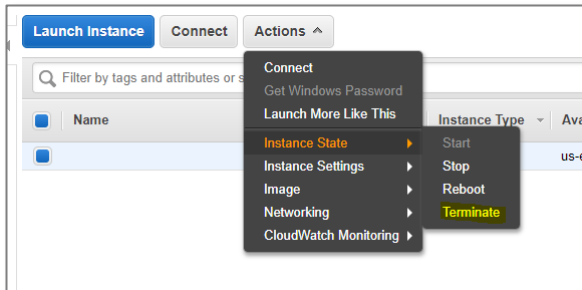 Launch Instance Connect Actions
Filter by tags and attributes or s
Connect
Get Windows Password
Launch More Like This
Name Instance Type Ava
Instance State Start us-e
Instance Settings Stop
Image Reboot
Networking Terminate
CloudWatch Monitoring